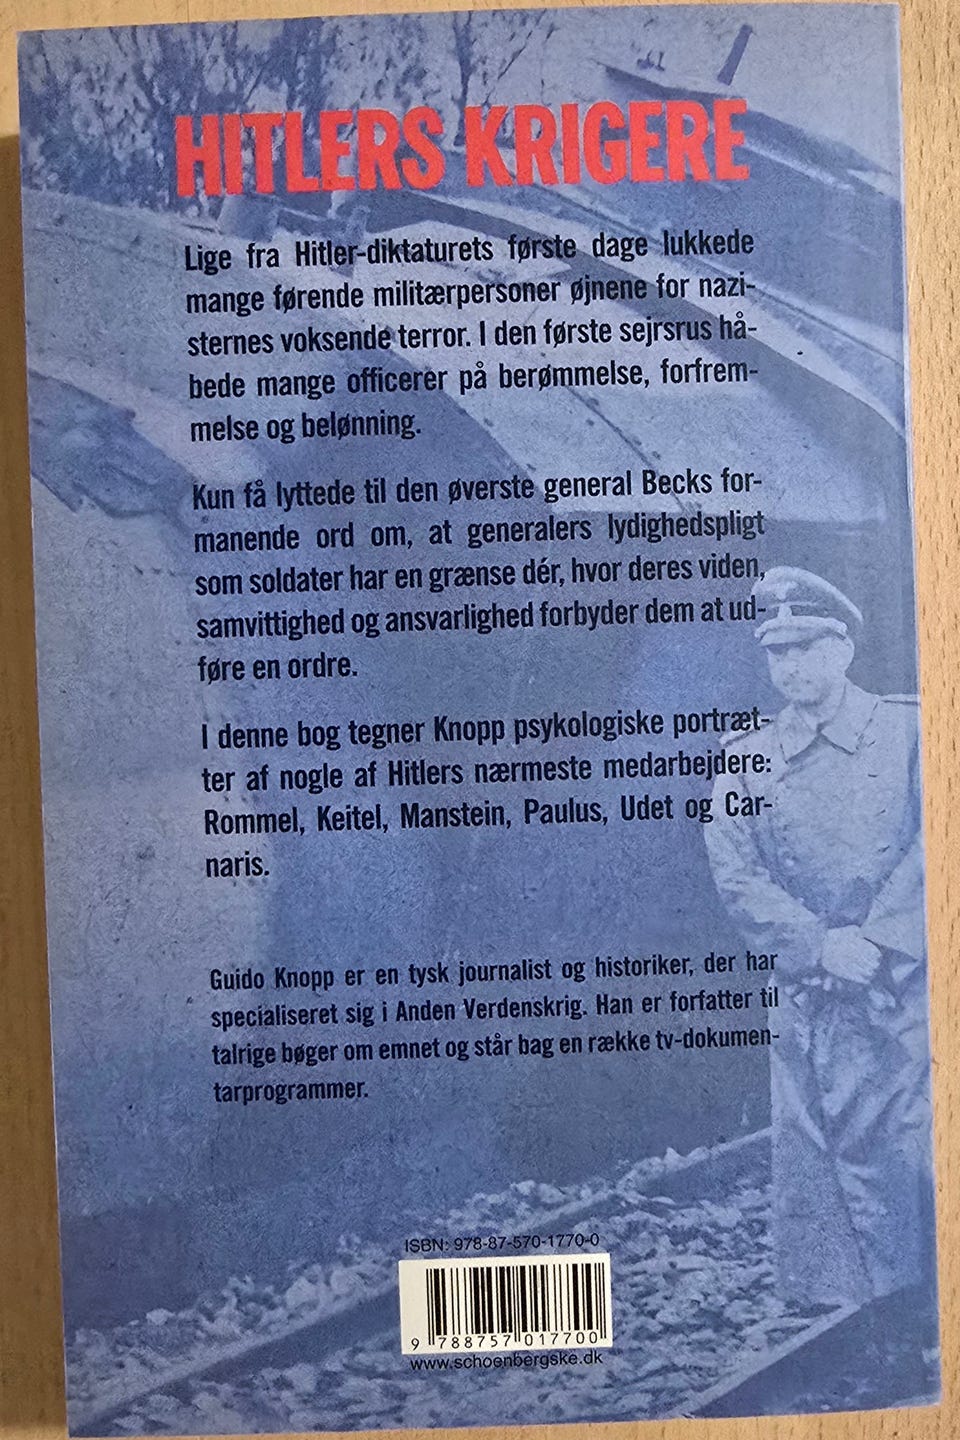 HITLERS KRIGERE
Lige fra Hitler-diktaturets første dage lukkede
mange førende militærpersoner øjnene for nazi-
sternes voksende terror. I den første sejrsrus hå-
bede mange officerer på berømmelse, forfrem-
melse og belønning.
Kun få lyttede til den øverste general Becks for-
manende ord om, at generalers lydighedspligt
som soldater har en grænse dér, hvor deres viden,
samvittighed og ansvarlighed forbyder dem at ud-
føre en ordre.
I denne bog tegner Knopp psykologiske portræt-
ter af nogle af Hitlers nærmeste medarbejdere:
Rommel, Keitel, Manstein, Paulus, Udet og Car-
naris.
Guido Knopp er en tysk journalist og historiker, der har
specialiseret sig i Anden Verdenskrig. Han er forfatter til
talrige bøger om emnet og står bag en række tv-dokumen-
tarprogrammer.
ISBN: 978-87-570-1770-0
9 788757 017700
www.schoenbergske.dk